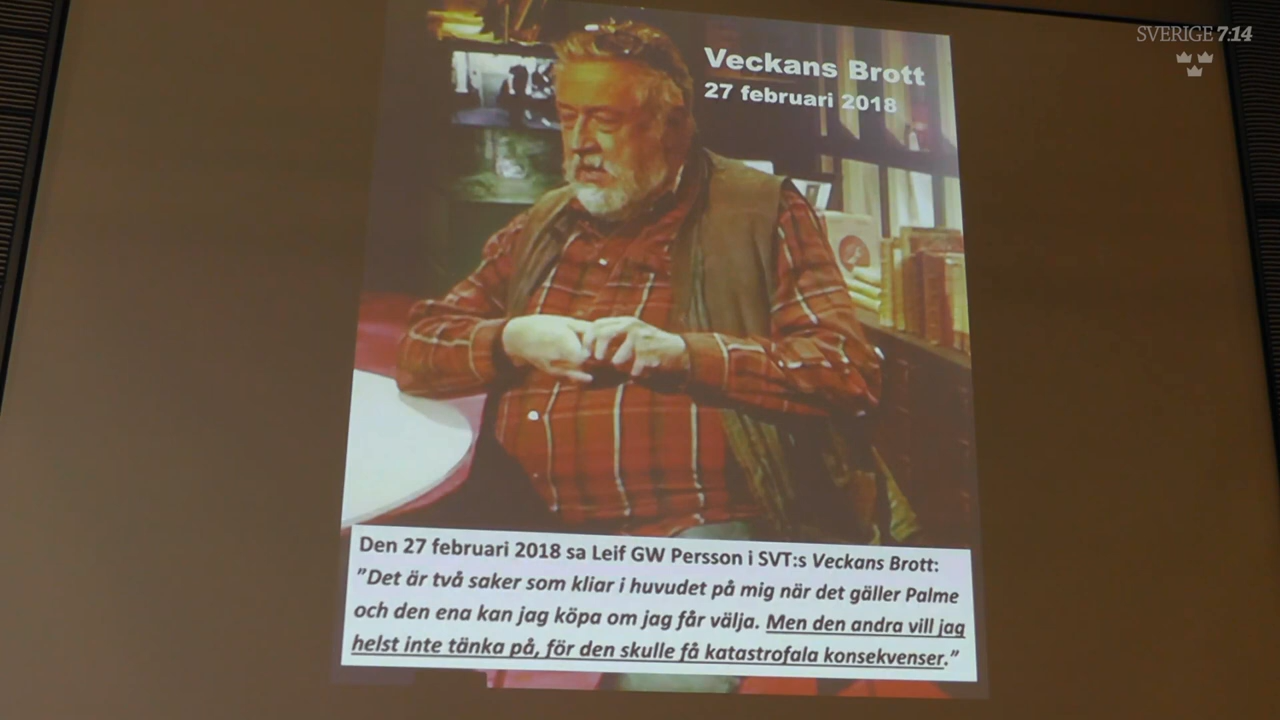 SVERIGE 7:14
Veckans Brott
27 februari 2018
Den 27 februari 2018 sa Leif GW Persson i SVT:s Veckans Brott:
”Det är två saker som kliar i huvudet på mig när det gäller Palme
och den ena kan jag köpa om jag får välja. Men den andra vill jag
helst inte tänka på, för den skulle få katastrofala konsekvenser.”